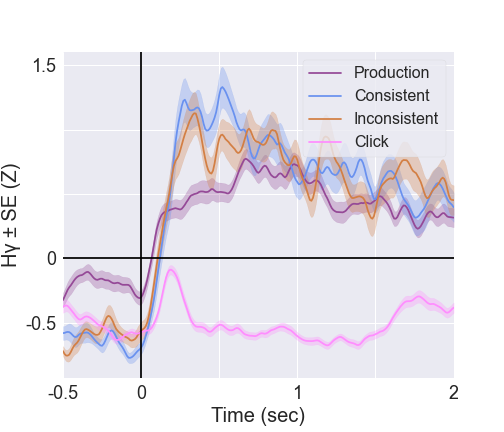 Production
Consistent
Inconsistent
Click
1.5
0
-0.5
Hγ ± SE (Z)
-0.5
0
1
2
Time (sec)